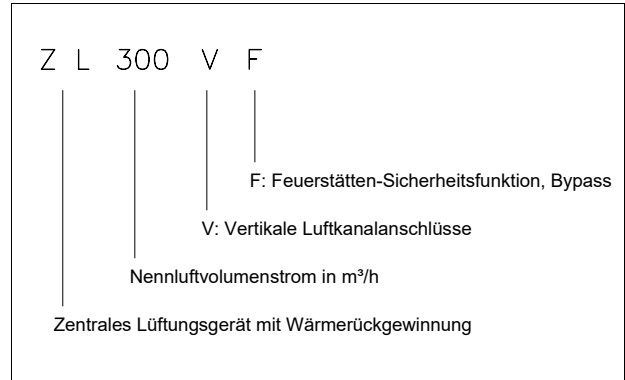 Z L 300 V F
F: Feuerstätten-Sicherheitsfunktion, Bypass
V: Vertikale Luftkanalanschlüsse
Nennluftvolumenstrom in m³/h
Zentrales Lüftungsgerät mit Wärmerückgewinnung